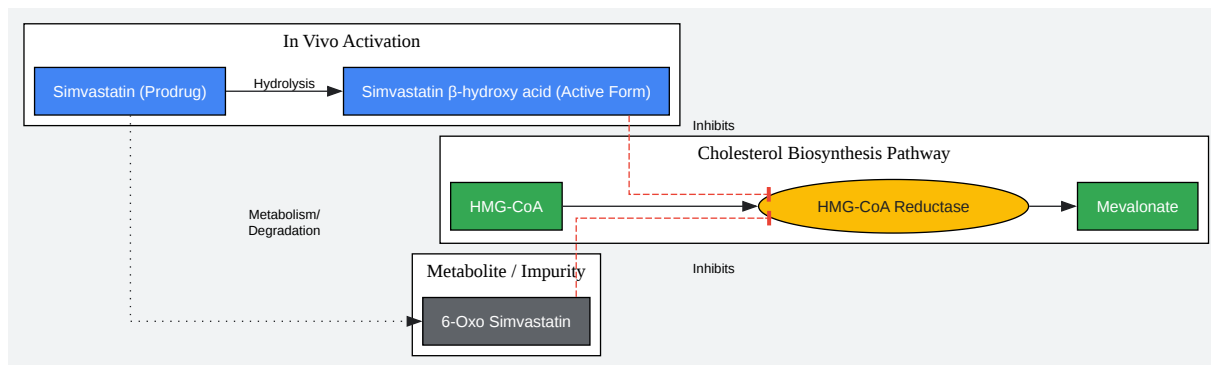 In Vivo Activation
Simvastatin (Prodrug)
Hydrolysis
Simvastatin β-hydroxy acid (Active Form)
Inhibits
Cholesterol Biosynthesis Pathway
HMG-CoA
HMG-CoA Reductase
Mevalonate
Metabolism/
Degradation
Inhibits
Metabolite / Impurity
6-Oxo Simvastatin